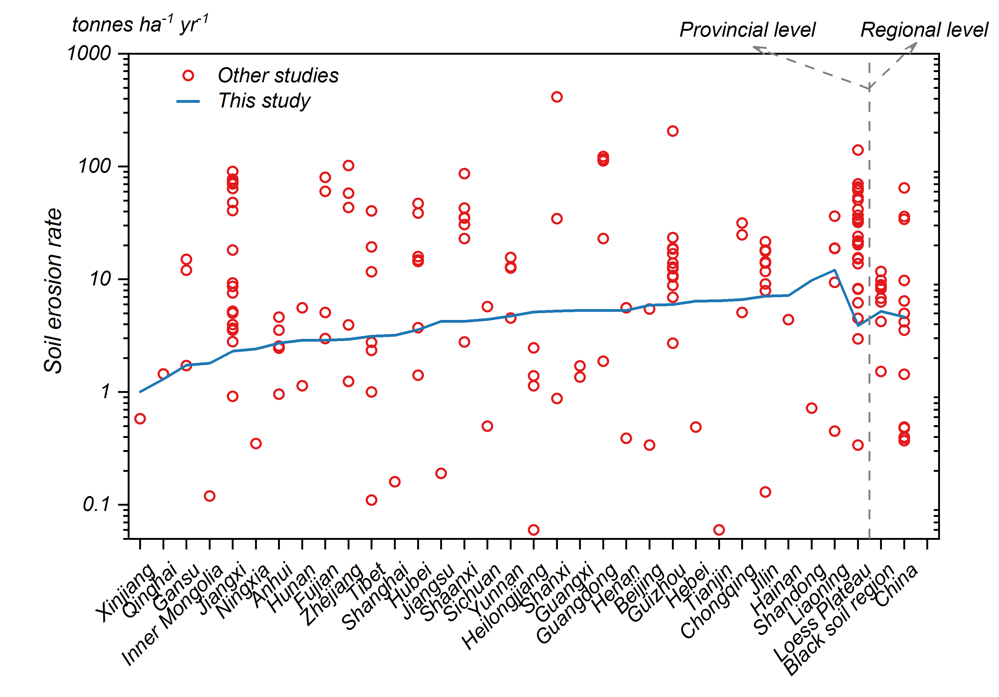 tonnes ha-1 yr-1
Provincial level
Regional level
1000
100
10
1
0.1
Soil erosion rate
Other studies
This study
Xinjiang
Qinghai
Gansu
Inner Mongolia
Jiangxi
Ningxia
Anhui
Hunan
Fujian
Zhejiang
Tibet
Shanghai
Hubei
Jiangsu
Shaanxi
Sichuan
Yunnan
Heilongjiang
Shanxi
Guangxi
Guangdong
Henan
Beijing
Guizhou
Hebei
Tianjin
Chongqing
Jilin
Hainan
Shandong
Liaoning
Loess Plateau
Black soil region
China